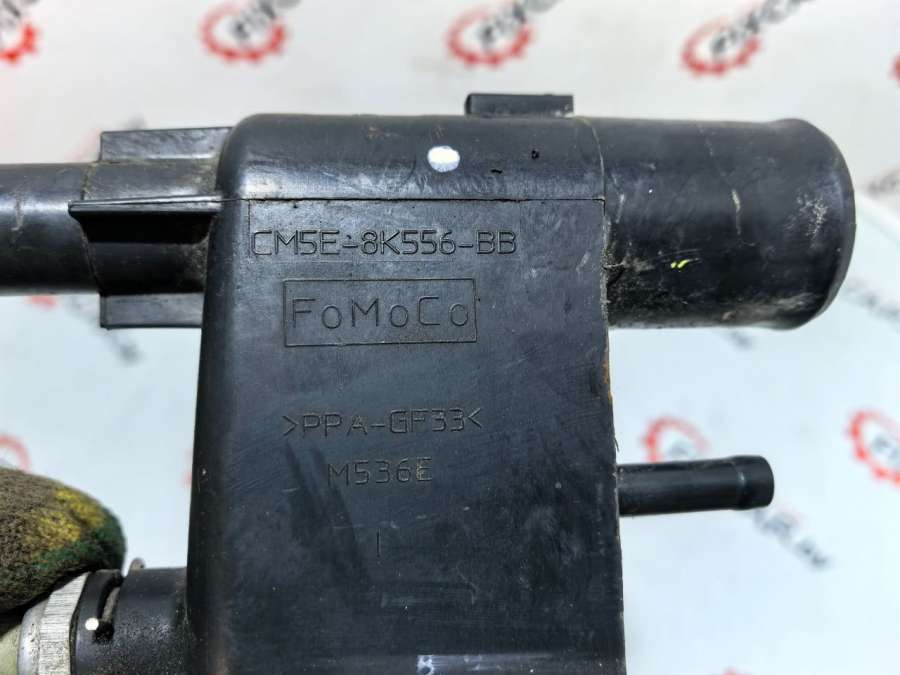 CM5E-8K556-BB
FoMoCo
>PPA-GF33<
M536E